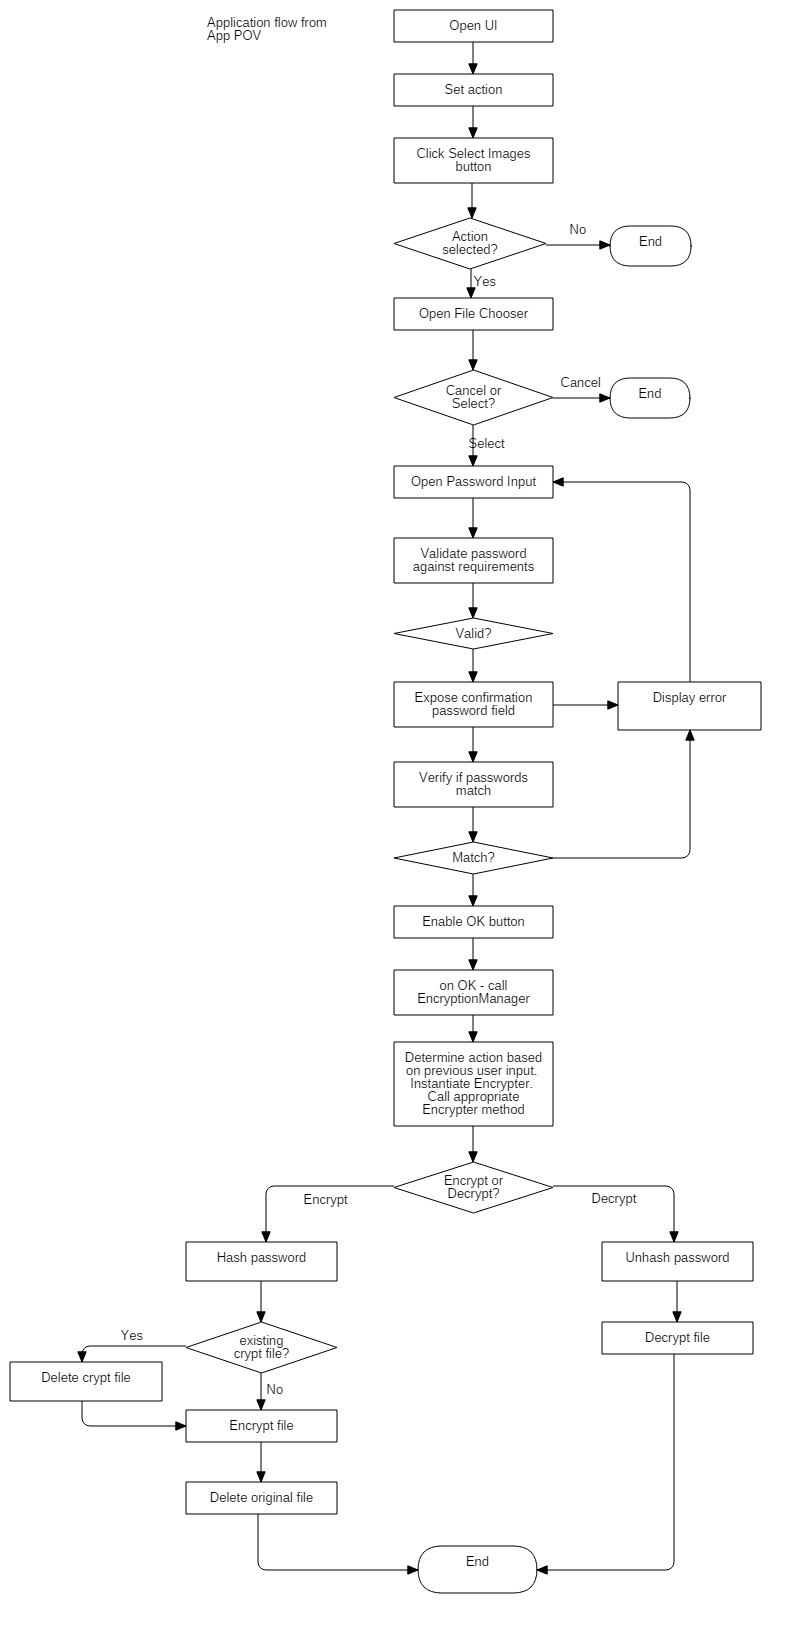 Application flow from
App POV
Open UI
Set action
Click Select Images
button
Action
selected?
No
End
Yes
Open File Chooser
Cancel or
Select?
Cancel
End
Select
Open Password Input
Validate password
against requirements
Valid?
Expose confirmation
password field
Display error
Verify if passwords
match
Match?
Enable OK button
on OK - call
EncryptionManager
Determine action based
on previous user input.
Instantiate Encrypter.
Call appropriate
Encrypter method
Encrypt or
Decrypt?
Encrypt
Decrypt
Hash password
Unhash password
existing
crypt file?
Yes
Decrypt file
Delete crypt file
No
Encrypt file
Delete original file
End